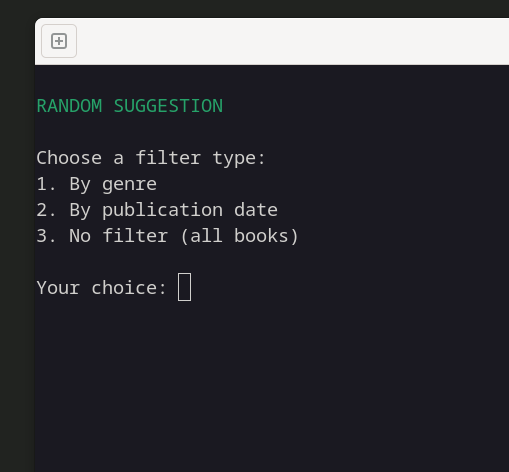 RANDOM SUGGESTION
Choose a filter type:
1. By genre
2. By publication date
3. No filter (all books)
Your choice: